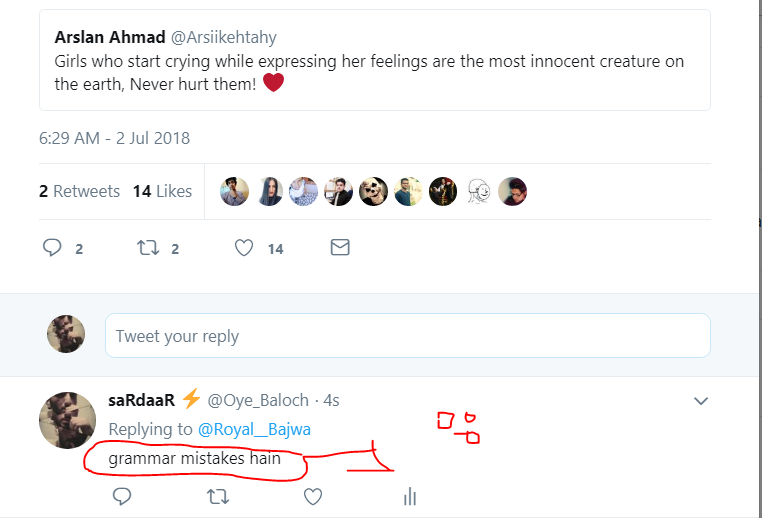 Arslan Ahmad @Arsiikehtahy
Girls who start crying while expressing her feelings are the most innocent creature on
the earth, Never hurt them! ❤
6:29 AM - 2 Jul 2018
2 Retweets 14 Likes
2 2 14
Tweet your reply
saRdaaR ⚡ @Oye_Baloch · 4s
Replying to @Royal__Bajwa
grammar mistakes hain